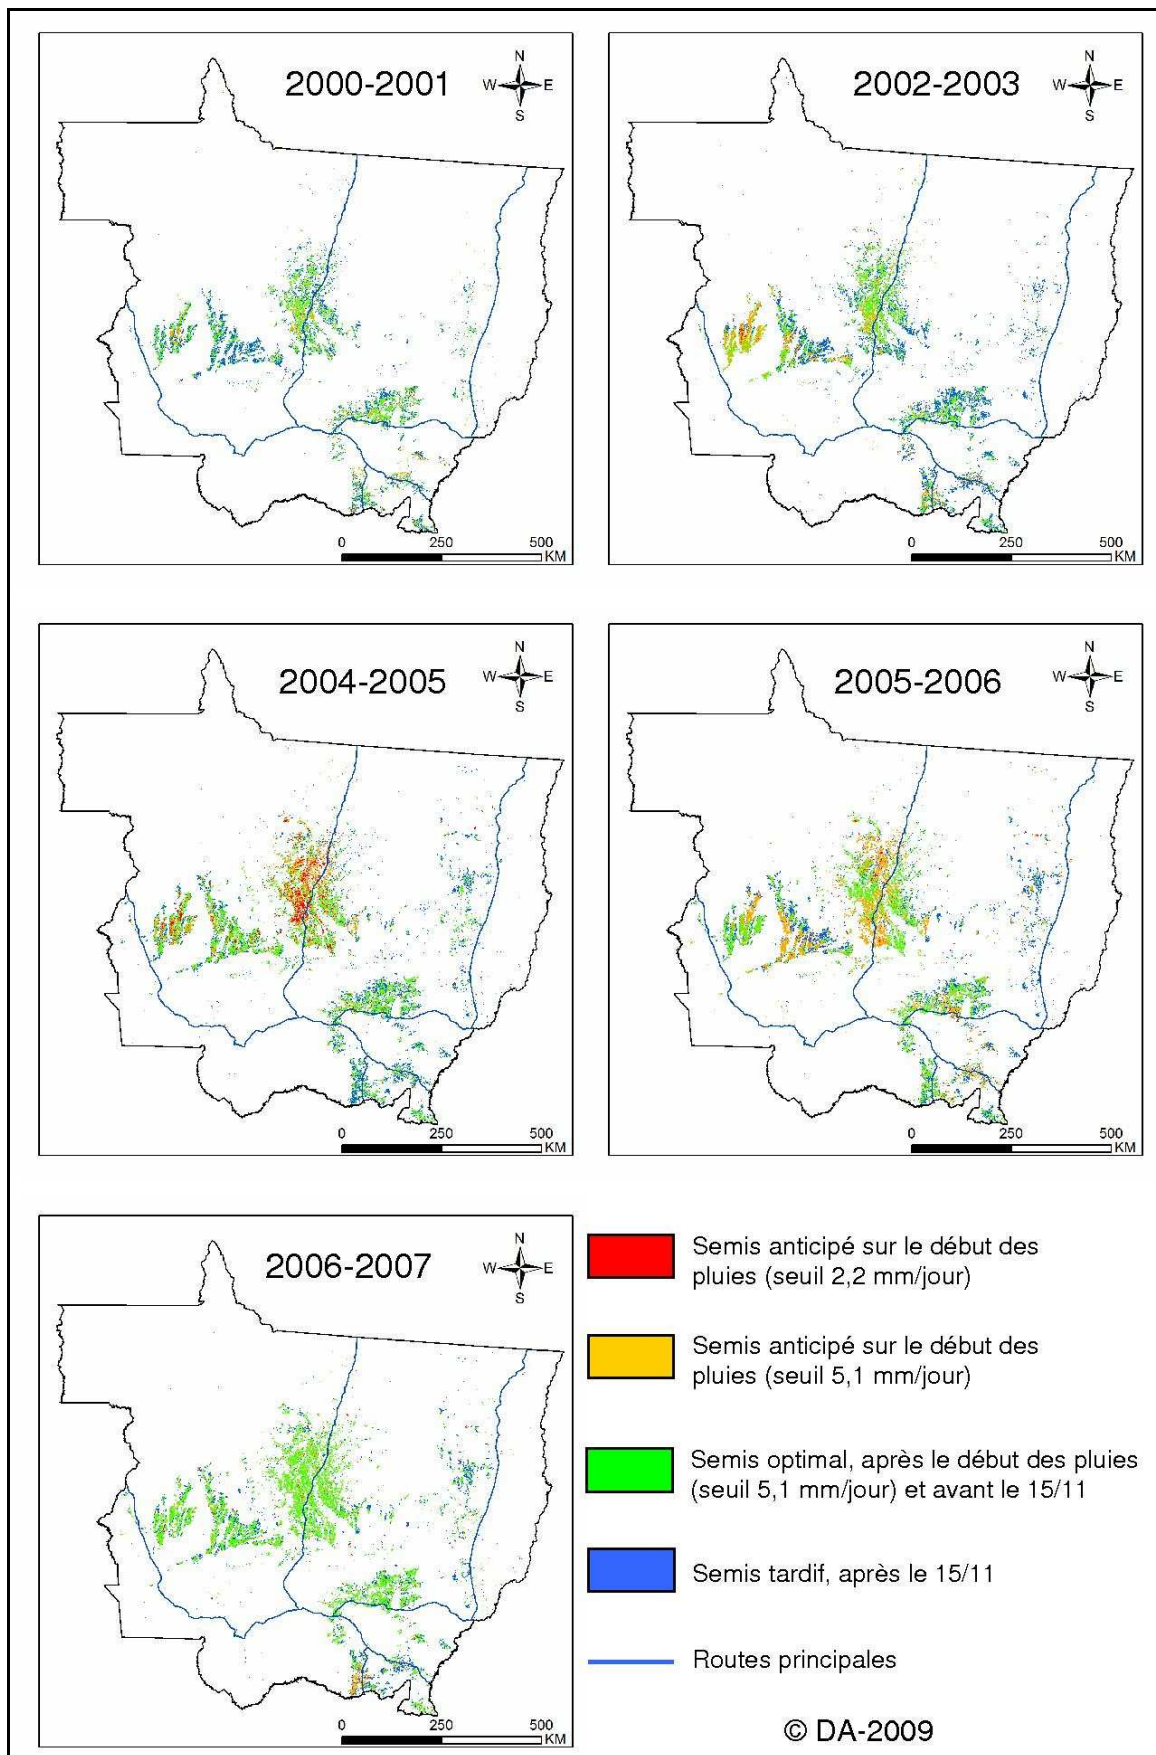 2000-2001
N
W E
S
0 250 500
KM
2002-2003
N
W E
S
0 250 500
KM
2004-2005
N
W E
S
0 250 500
KM
2005-2006
N
W E
S
0 250 500
KM
2006-2007
N
W E
S
0 250 500
KM
Semis anticipé sur le début des
pluies (seuil 2,2 mm/jour)
Semis anticipé sur le début des
pluies (seuil 5,1 mm/jour)
Semis optimal, après le début des pluies
(seuil 5,1 mm/jour) et avant le 15/11
Semis tardif, après le 15/11
Routes principales
© DA-2009